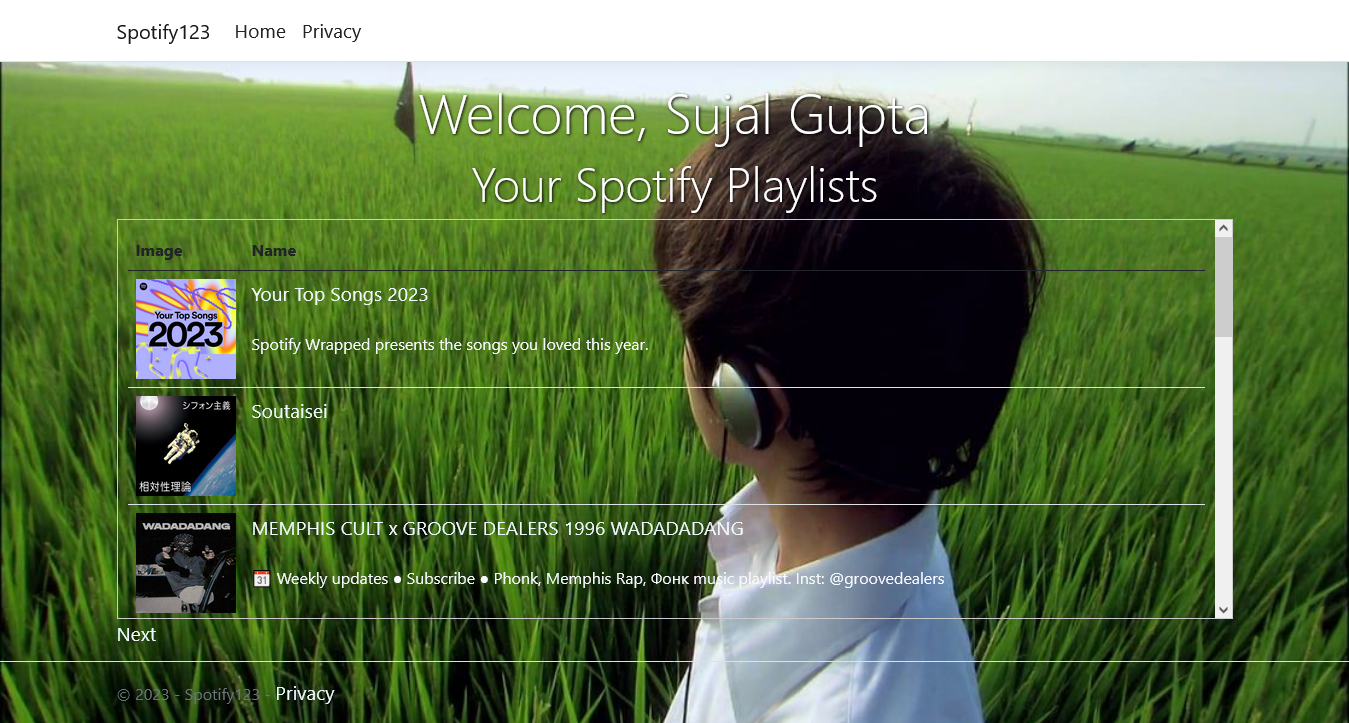 Spotify123 Home Privacy
Welcome, Sujal Gupta
Your Spotify Playlists
Image Name
Your Top Songs
2023
Your Top Songs 2023
Spotify Wrapped presents the songs you loved this year.
シフォン主義
相対性理論
Soutaisei
WADADADANG
MEMPHIS CULT x GROOVE DEALERS 1996 WADADADANG
31 Weekly updates ● Subscribe ● Phonk, Memphis Rap, Фонк music playlist. Inst: @groovedealers
Next
© 2023 - Spotify123 - Privacy